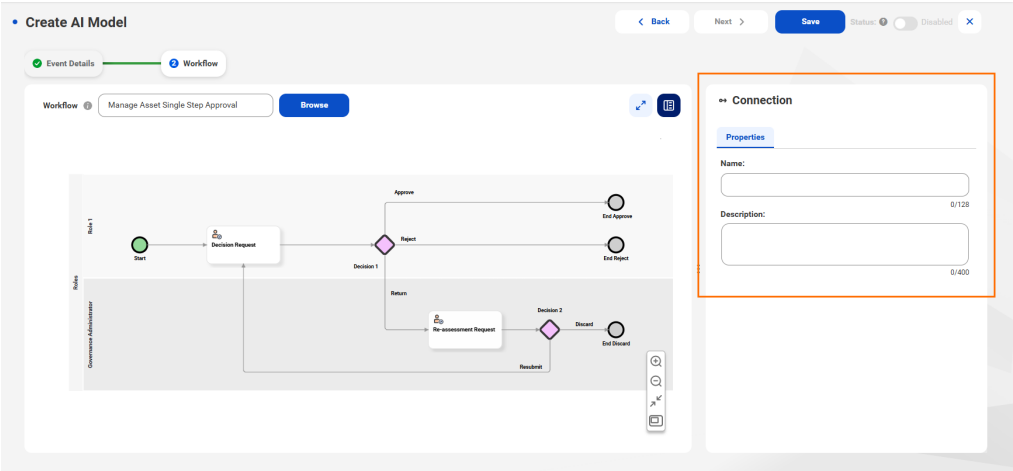 Create AI Model
Back
Next
Save
Status:
Disabled
Event Details
2 Workflow
Workflow
Manage Asset Single Step Approval
Browse
Connection
Properties
Name:
0/128
Description:
0/400
Roles
Role 1
Governance Administrator
Start
Decision Request
Decision 1
Approve
End Approve
Reject
End Reject
Return
Re-assessment Request
Decision 2
Discard
End Discard
Resubmit